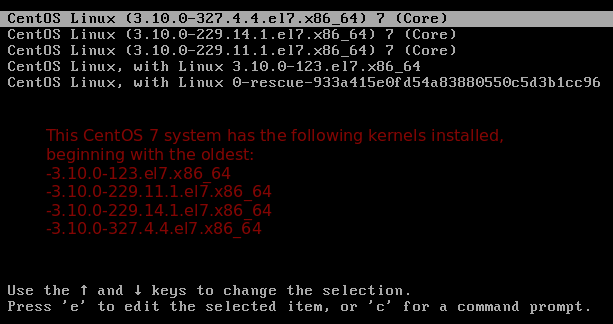 CentOS Linux (3.10.0-327.4.4.el7.x86_64) 7 (Core)
CentOS Linux (3.10.0-229.14.1.el7.x86_64) 7 (Core)
CentOS Linux (3.10.0-229.11.1.el7.x86_64) 7 (Core)
CentOS Linux, with Linux 3.10.0-123.el7.x86_64
CentOS Linux, with Linux 0-rescue-933a415e0fd54a83880550c5d3b1cc96
This CentOS 7 system has the following kernels installed,
beginning with the oldest:
-3.10.0-123.el7.x86_64
-3.10.0-229.11.1.el7.x86_64
-3.10.0-229.14.1.el7.x86_64
-3.10.0-327.4.4.el7.x86_64
Use the ↑ and ↓ keys to change the selection.
Press 'e' to edit the selected item, or 'c' for a command prompt.